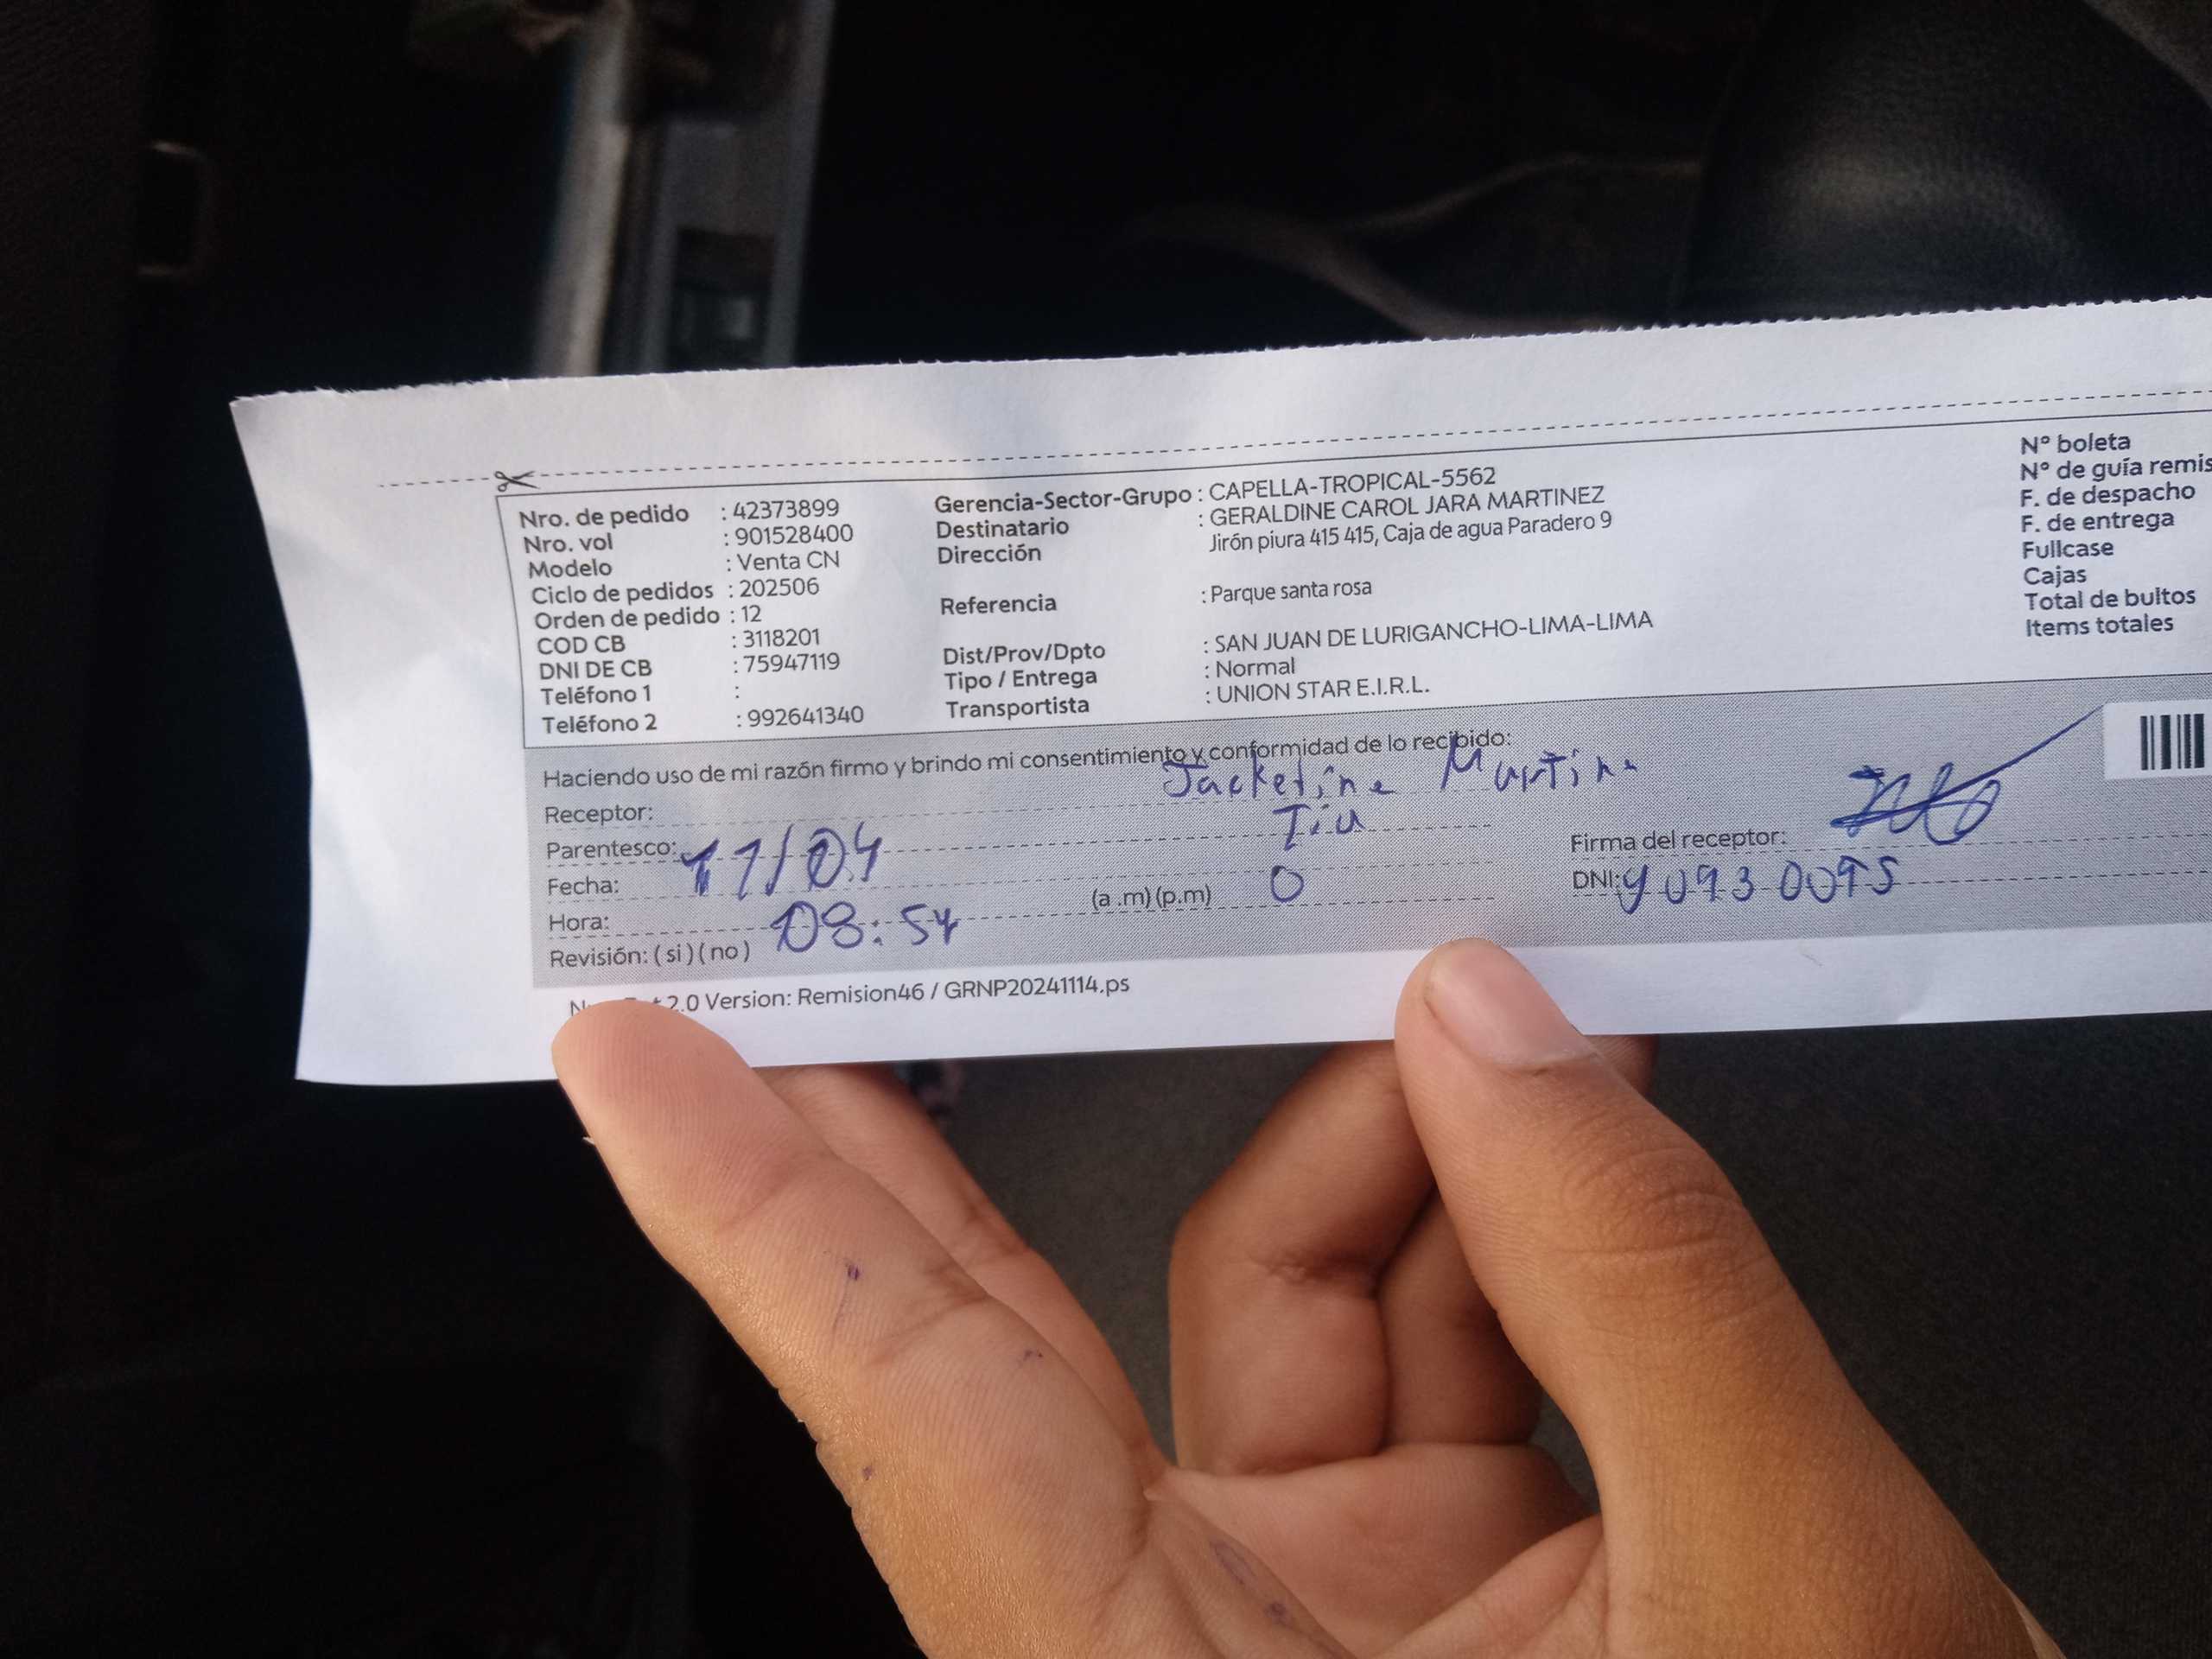 Nro. de pedido : 42373899
Nro. vol : 901528400
Modelo : Venta CN
Ciclo de pedidos : 202506
Orden de pedido : 12
COD CB : 3118201
DNI DE CB : 75947119
Teléfono 1 :
Teléfono 2 : 992641340
Gerencia-Sector-Grupo : CAPELLA-TROPICAL-5562
Destinatario : GERALDINE CAROL JARA MARTINEZ
Dirección Jirón piura 415 415, Caja de agua Paradero 9
Referencia : Parque santa rosa
Dist/Prov/Dpto : SAN JUAN DE LURIGANCHO-LIMA-LIMA
Tipo / Entrega : Normal
Transportista : UNION STAR E.I.R.L.
N° boleta
N° de guía remis
F. de despacho
F. de entrega
Fullcase
Cajas
Total de bultos
Items totales
Haciendo uso de mi razón firmo y brindo mi consentimiento y conformidad de lo recibido:
Receptor: Jackeline
Parentesco: Tia
Fecha: 11/04
Hora: 08:54 (a .m) (p.m) 0
Revisión: ( si ) ( no )
Firma del receptor:
DNI:
2.0 Version: Remision46 / GRNP20241114.ps